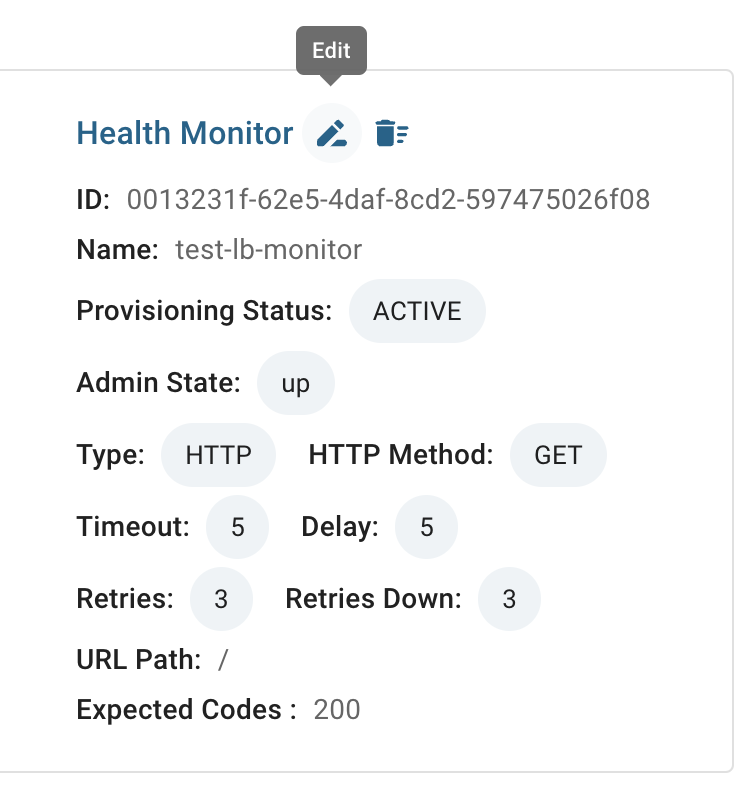 Edit
Health Monitor
ID: 0013231f-62e5-4daf-8cd2-597475026f08
Name: test-lb-monitor
Provisioning Status: ACTIVE
Admin State: up
Type: HTTP HTTP Method: GET
Timeout: 5 Delay: 5
Retries: 3 Retries Down: 3
URL Path: /
Expected Codes : 200